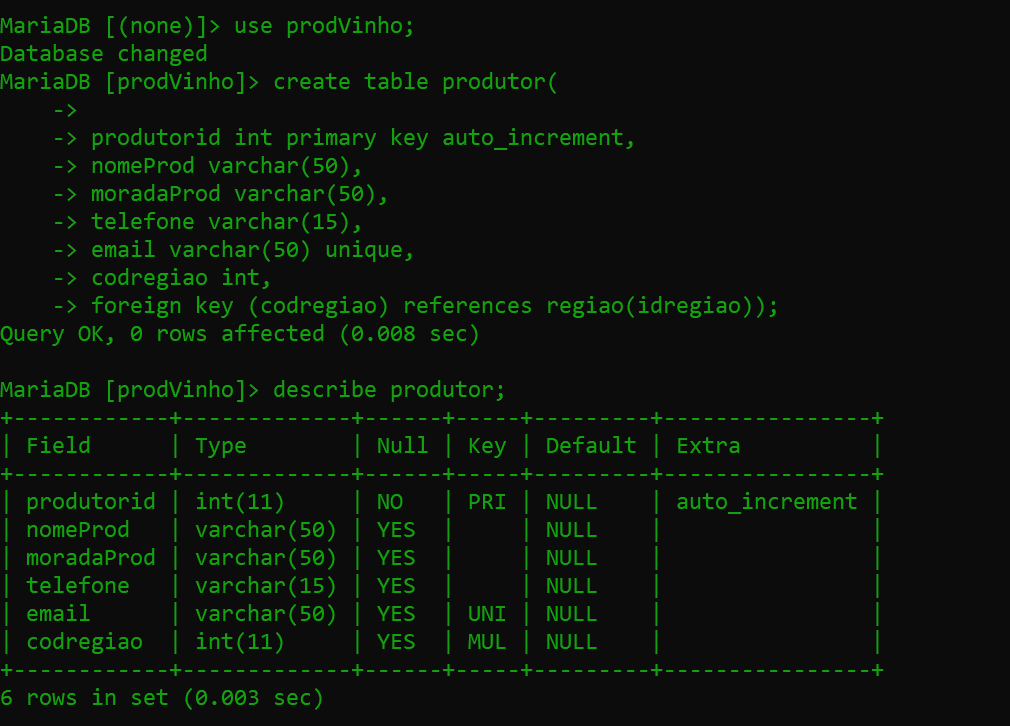 MariaDB [(none)]> use prodVinho;
Database changed
MariaDB [prodVinho]> create table produtor(
    ->
    -> produtorid int primary key auto_increment,
    -> nomeProd varchar(50),
    -> moradaProd varchar(50),
    -> telefone varchar(15),
    -> email varchar(50) unique,
    -> codregiao int,
    -> foreign key (codregiao) references regiao(idregiao));
Query OK, 0 rows affected (0.008 sec)

MariaDB [prodVinho]> describe produtor;
+------------+-------------+------+-----+---------+----------------+
| Field      | Type        | Null | Key | Default | Extra          |
+------------+-------------+------+-----+---------+----------------+
| produtorid | int(11)     | NO   | PRI | NULL    | auto_increment |
| nomeProd   | varchar(50) | YES  |     | NULL    |                |
| moradaProd | varchar(50) | YES  |     | NULL    |                |
| telefone   | varchar(15) | YES  |     | NULL    |                |
| email      | varchar(50) | YES  | UNI | NULL    |                |
| codregiao  | int(11)     | YES  | MUL | NULL    |                |
+------------+-------------+------+-----+---------+----------------+
6 rows in set (0.003 sec)